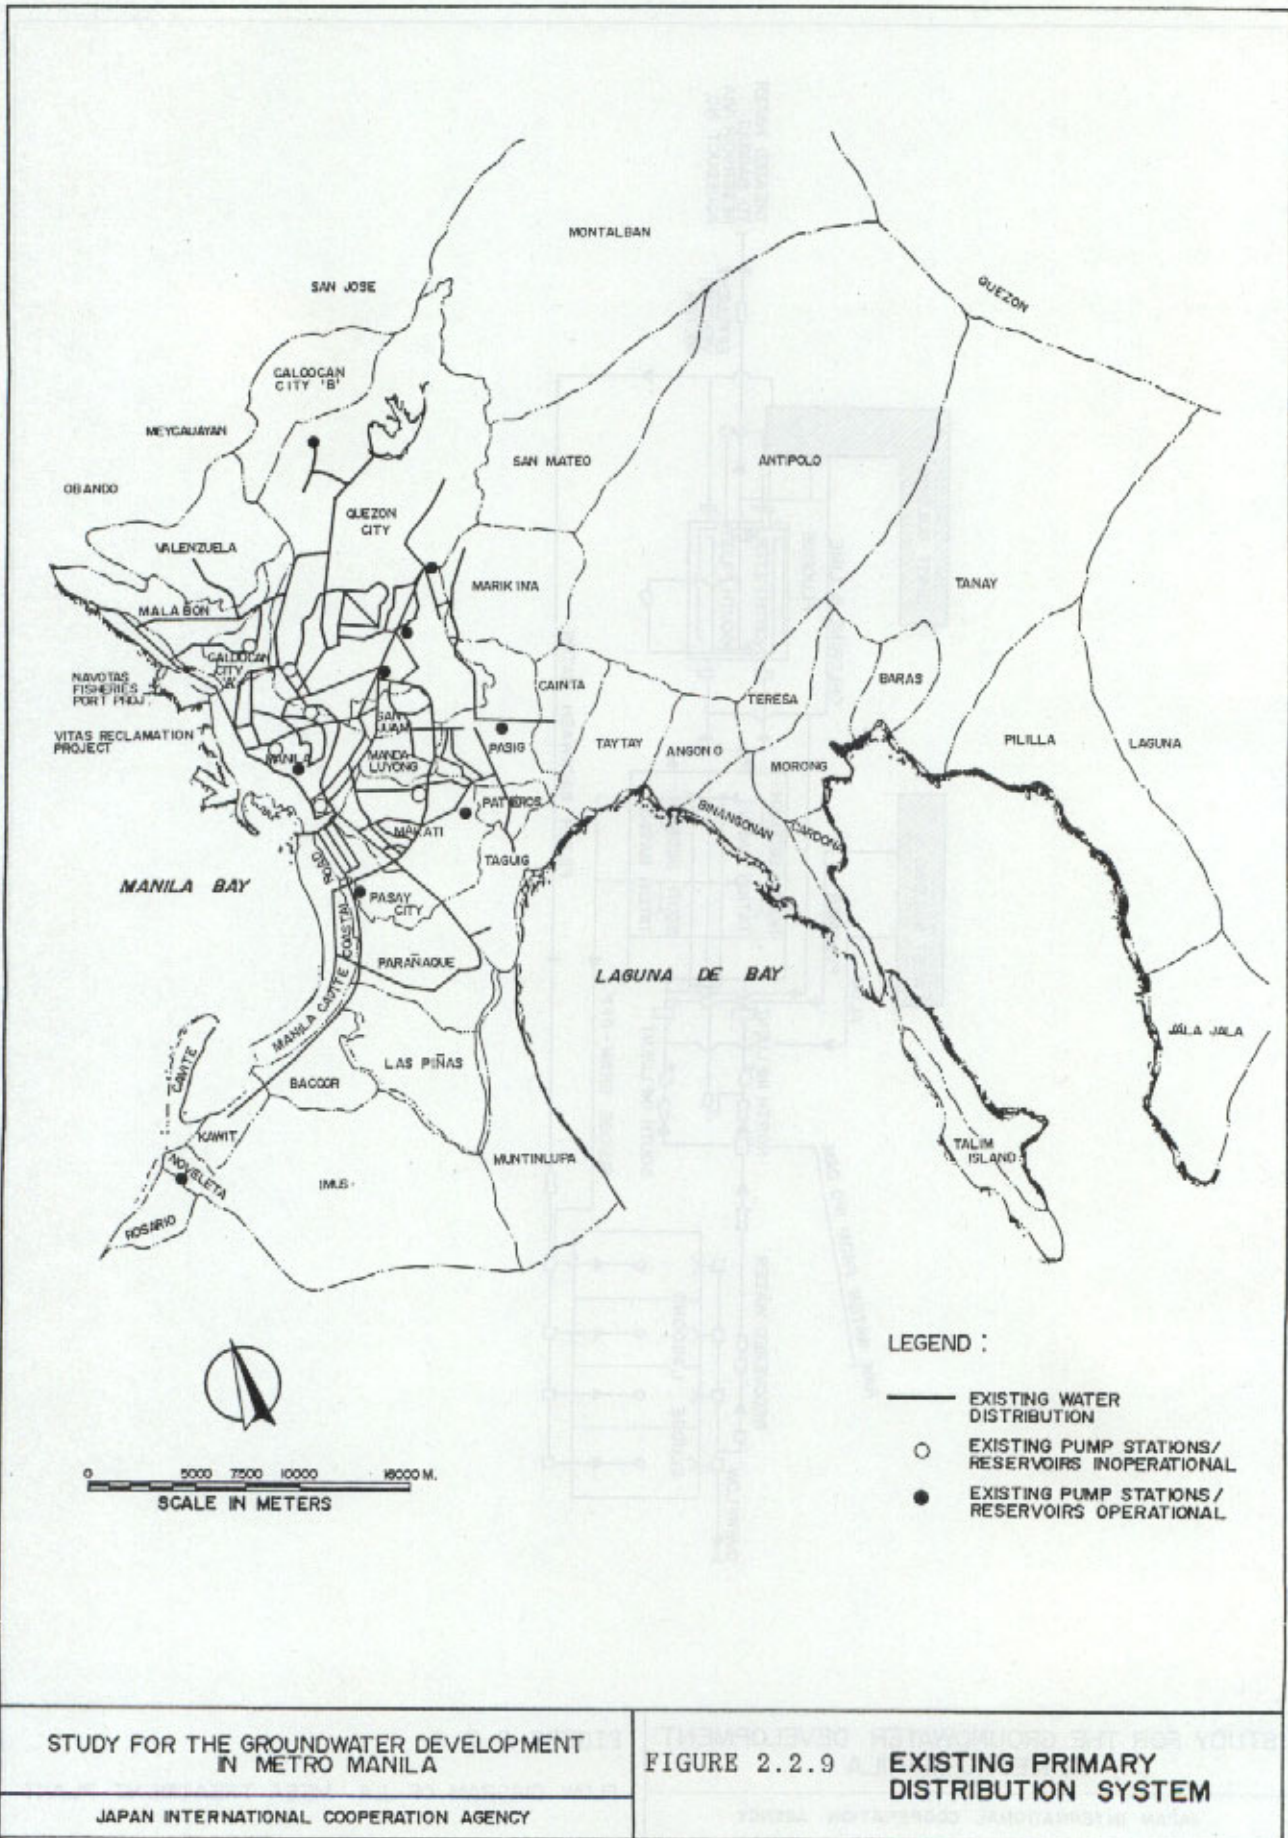 MONTALBAN
SAN JOSE
QUEZON
CALOOCAN
CITY 'B'
MEYCAUAYAN
SAN MATEO
ANTIPOLO
OBANDO
QUEZON
CITY
VALENZUELA
MARIKINA
TANAY
MALABON
CALOOCAN
CITY
'A'
NAVOTAS
FISHERIES
PORT PROJ.
CAINTA
TERESA
BARAS
SAN
JUAN
VITAS RECLAMATION
PROJECT
MANILA
MANDA-
LUYONG
PASIG
TAYTAY
ANGONO
MORONG
PILILLA
LAGUNA
PATEROS
BINANGONAN
CARDONA
MAKATI
TAGUIG
MANILA BAY
PASAY
CITY
PARAÑAQUE
LAGUNA DE BAY
MANILA CAVITE COASTAL ROAD
JALA JALA
CAVITE
LAS PIÑAS
BACOOR
KAWIT
TALIM
ISLAND
NOVELETA
IMUS
MUNTINLUPA
ROSARIO
LEGEND :
EXISTING WATER
DISTRIBUTION
EXISTING PUMP STATIONS/
RESERVOIRS INOPERATIONAL
EXISTING PUMP STATIONS/
RESERVOIRS OPERATIONAL
0 5000 7500 10000 16000 M.
SCALE IN METERS
STUDY FOR THE GROUNDWATER DEVELOPMENT
IN METRO MANILA
JAPAN INTERNATIONAL COOPERATION AGENCY
FIGURE 2.2.9 EXISTING PRIMARY
DISTRIBUTION SYSTEM